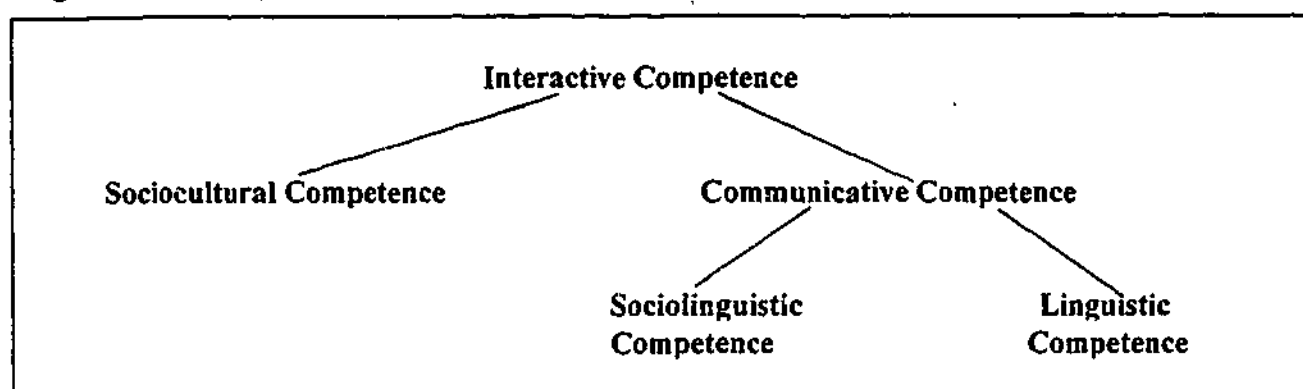 Interactive Competence
Sociocultural Competence
Communicative Competence
Sociolinguistic
Competence
Linguistic
Competence